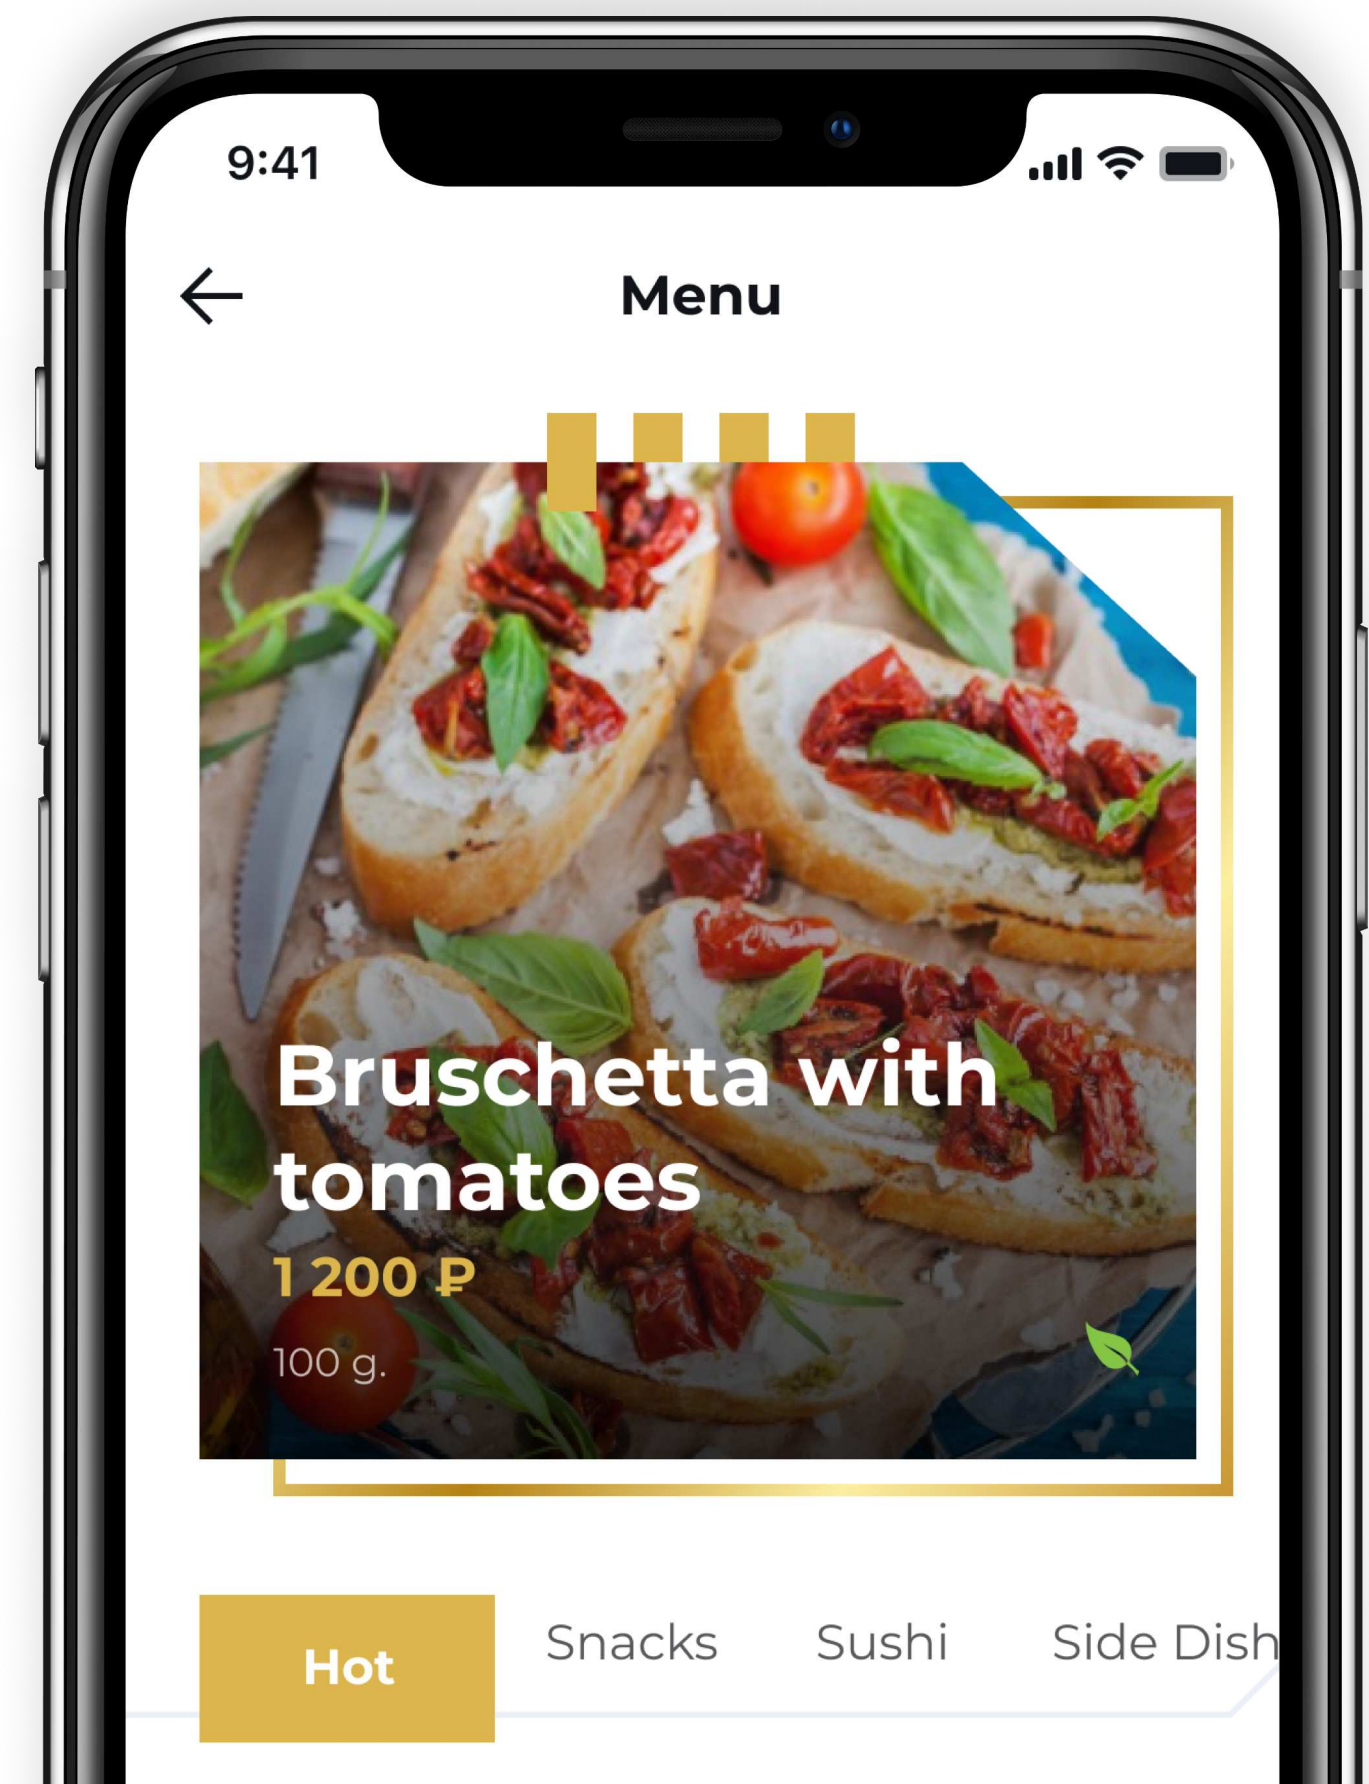 9:41
Menu
Bruschetta with
tomatoes
1 200 ₽
100 g.
Hot
Snacks
Sushi
Side Dish